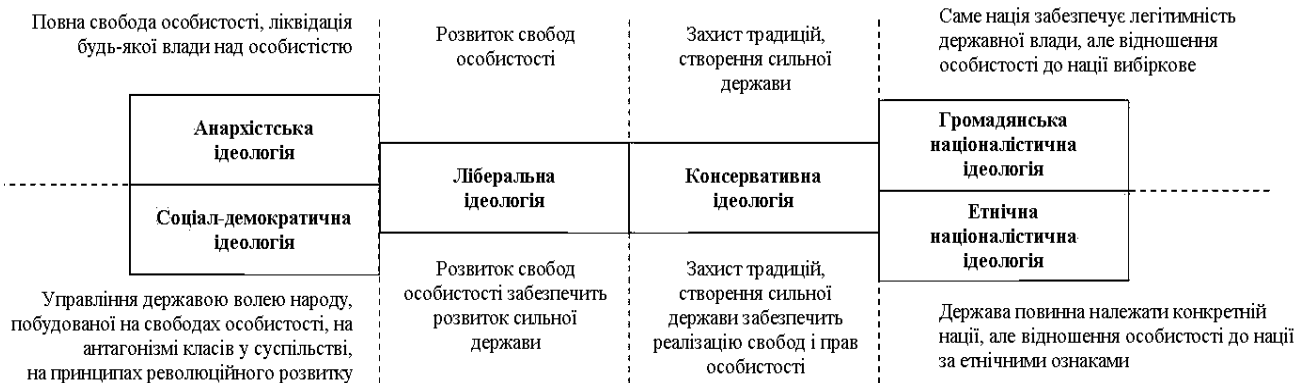 Повна свобода особистості, ліквідація
будь-якої влади над особистістю
Розвиток свобод
особистості
Захист традицій,
створення сильної
держави
Саме нація забезпечує легітимність
державної влади, але відношення
особистості до нації вибіркове
Анархістська
ідеологія
Соціал-демократична
ідеологія
Ліберальна
ідеологія
Консервативна
ідеологія
Громадянська
націоналістична
ідеологія
Етнічна
націоналістична
ідеологія
Управління державою волею народу,
побудованої на свободах особистості, на
антагонізмі класів у суспільстві,
на принципах революційного розвитку
Розвиток свобод
особистості забезпечить
розвиток сильної
держави
Захист традицій,
створення сильної
держави забезпечить
реалізацію свобод і прав
особистості
Держава повинна належати конкретній
нації, але відношення особистості до нації
за етнічними ознаками